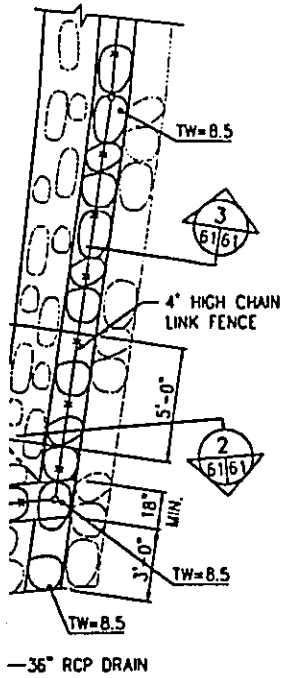 TW=8.5
3
61 61
4' HIGH CHAIN
LINK FENCE
5'-0"
2
61 61
18"
MIN.
3'-0"
TW=8.5
TW=8.5
—36" RCP DRAIN